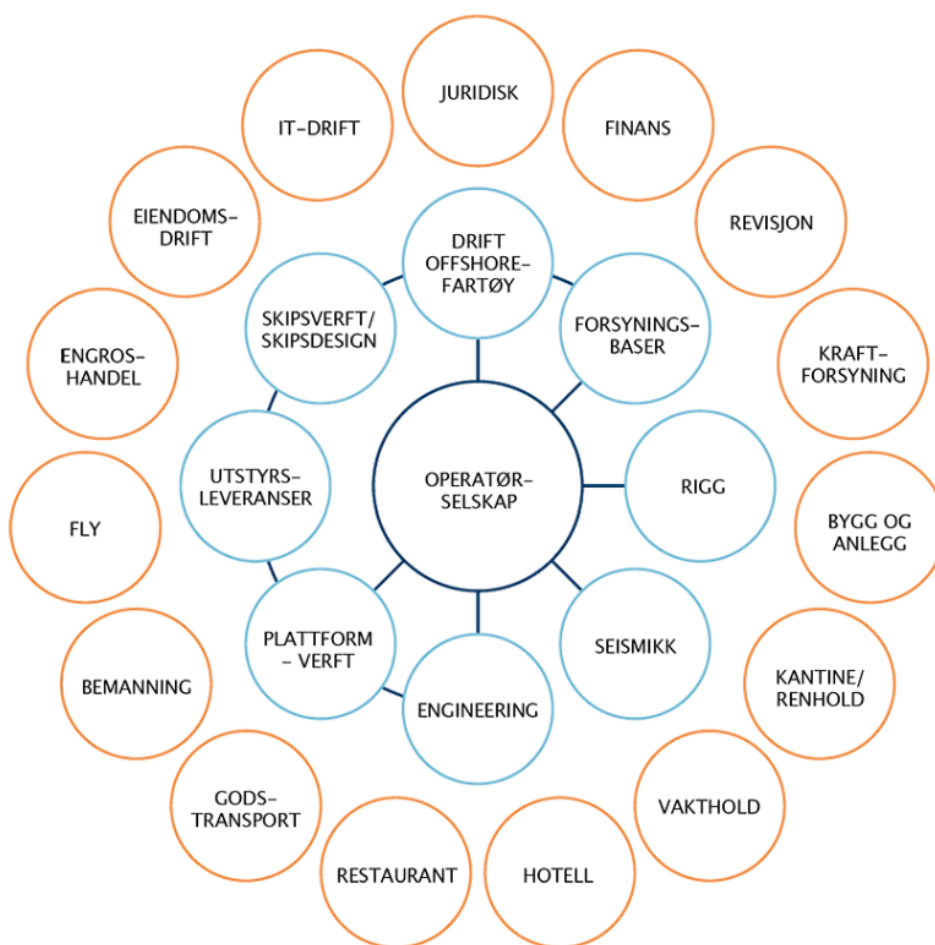 JURIDISK
IT-DRIFT
FINANS
EIENDOMS-
DRIFT
REVISJON
DRIFT
OFFSHORE-
FARTØY
SKIPSVERFT/
SKIPSDESIGN
FORSYNINGS-
BASER
ENGROS-
HANDEL
KRAFT-
FORSYNING
UTSTYRS-
LEVERANSER
OPERATØR-
SELSKAP
RIGG
FLY
BYGG OG
ANLEGG
PLATTFORM
- VERFT
SEISMIKK
BEMANNING
KANTINE/
RENHOLD
ENGINEERING
GODS-
TRANSPORT
VAKTHOLD
RESTAURANT
HOTELL